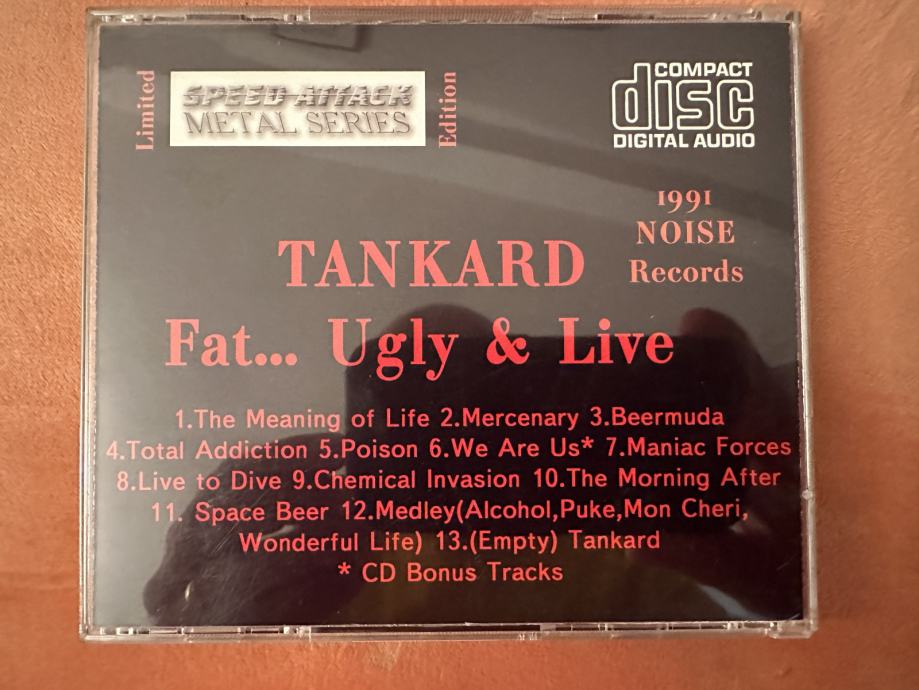 Limited
SPEED ATTACK
METAL SERIES
Edition
COMPACT
disc
DIGITAL AUDIO
1991
NOISE
Records
TANKARD
Fat... Ugly & Live
1.The Meaning of Life 2.Mercenary 3.Beermuda
4.Total Addiction 5.Poison 6.We Are Us* 7.Maniac Forces
8.Live to Dive 9.Chemical Invasion 10.The Morning After
11. Space Beer 12.Medley(Alcohol,Puke,Mon Cheri,
Wonderful Life) 13.(Empty) Tankard
* CD Bonus Tracks